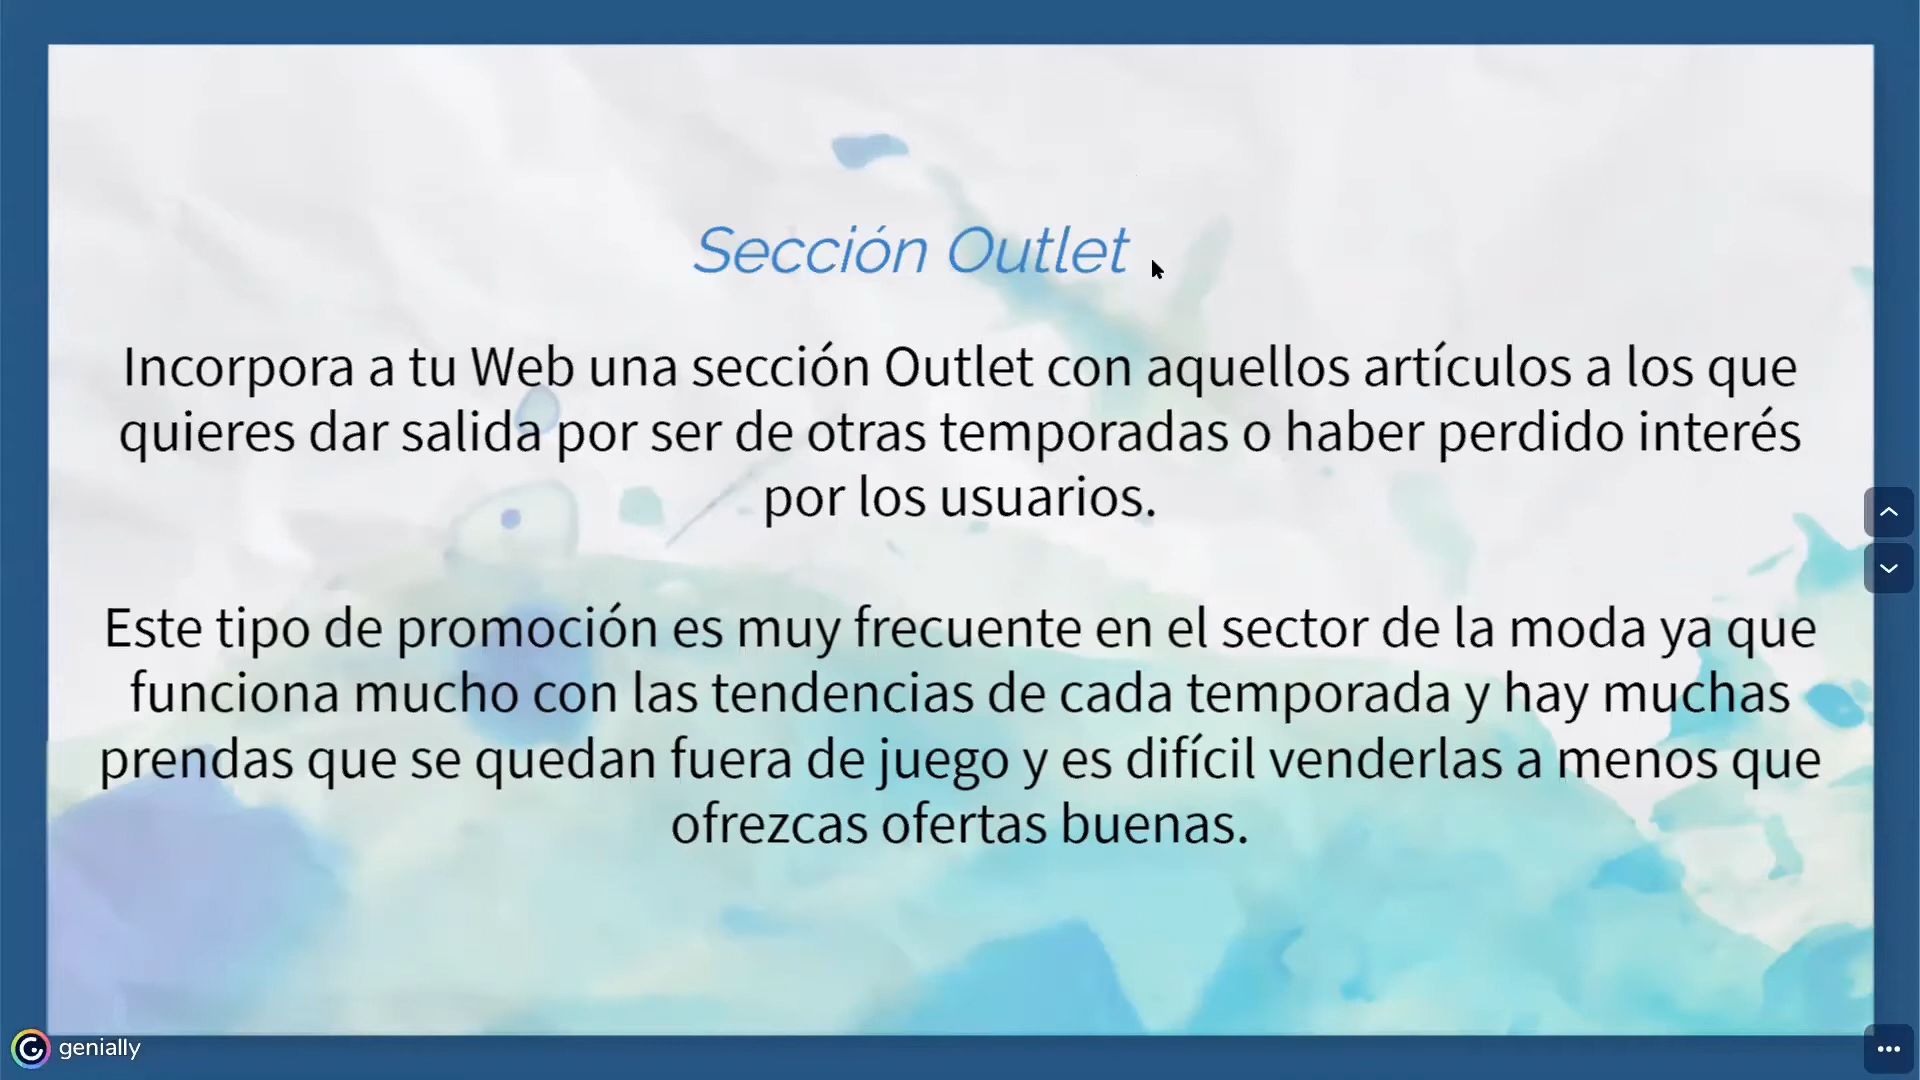 Sección Outlet
Incorpora a tu Web una sección Outlet con aquellos artículos a los que
quieres dar salida por ser de otras temporadas o haber perdido interés
por los usuarios.
Este tipo de promoción es muy frecuente en el sector de la moda ya que
funciona mucho con las tendencias de cada temporada y hay muchas
prendas que se quedan fuera de juego y es difícil venderlas a menos que
ofrezcas ofertas buenas.
genially